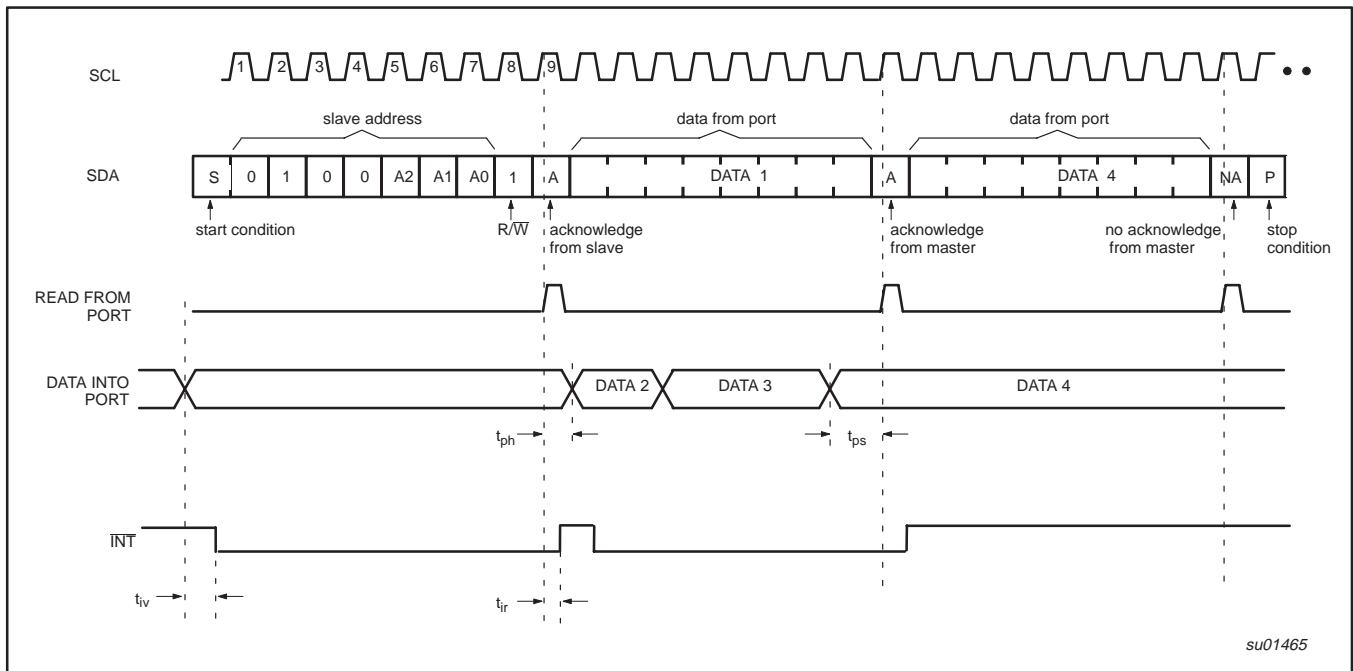 SCL 1 2 3 4 5 6 7 8 9
slave address data from port data from port
SDA S 0 1 0 0 A2 A1 A0 1 A DATA 1 A DATA 4 NA P
start condition R/W̅ acknowledge from slave acknowledge from master no acknowledge from master stop condition
READ FROM PORT
DATA INTO PORT DATA 2 DATA 3 DATA 4
tph tps
I̅N̅T̅
tiv tir
su01465